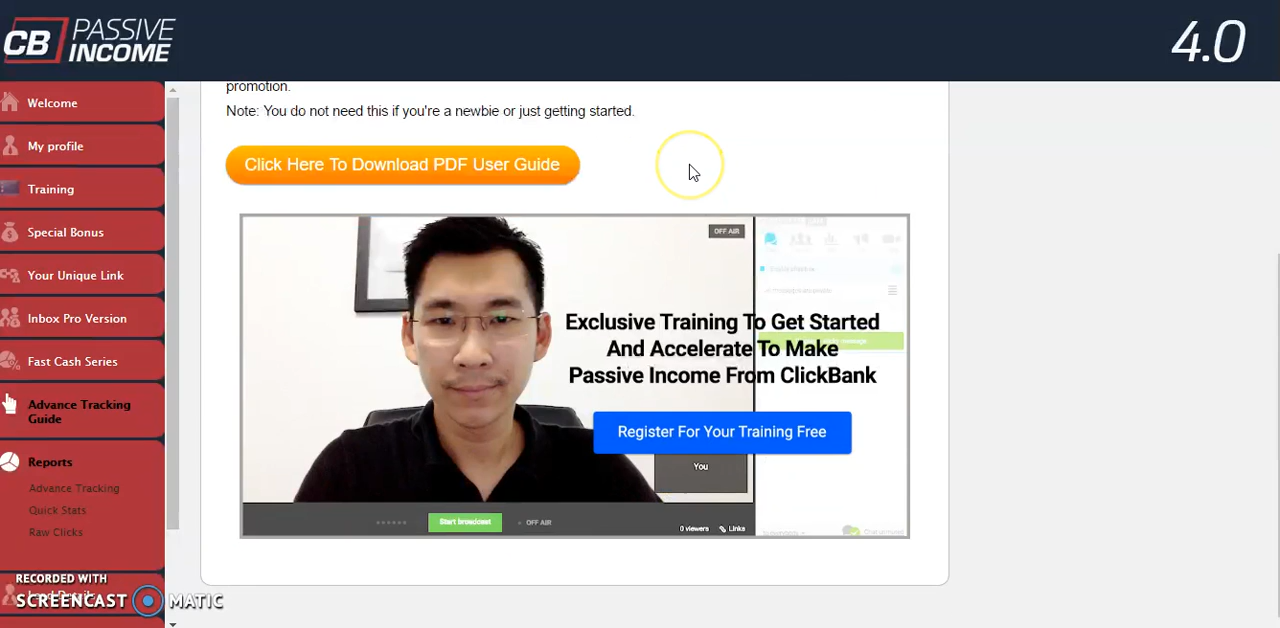 CB PASSIVE
INCOME
4.0
Welcome
My profile
Training
Special Bonus
Your Unique Link
Inbox Pro Version
Fast Cash Series
Advance Tracking
Guide
Reports
Advance Tracking
Quick Stats
Raw Clicks
promotion.
Note: You do not need this if you're a newbie or just getting started.
Click Here To Download PDF User Guide
OFF AIR
Exclusive Training To Get Started
And Accelerate To Make
Passive Income From ClickBank
Register For Your Training Free
You
Start broadcast
OFF AIR
0 viewers
Links
RECORDED WITH
SCREENCAST MATIC